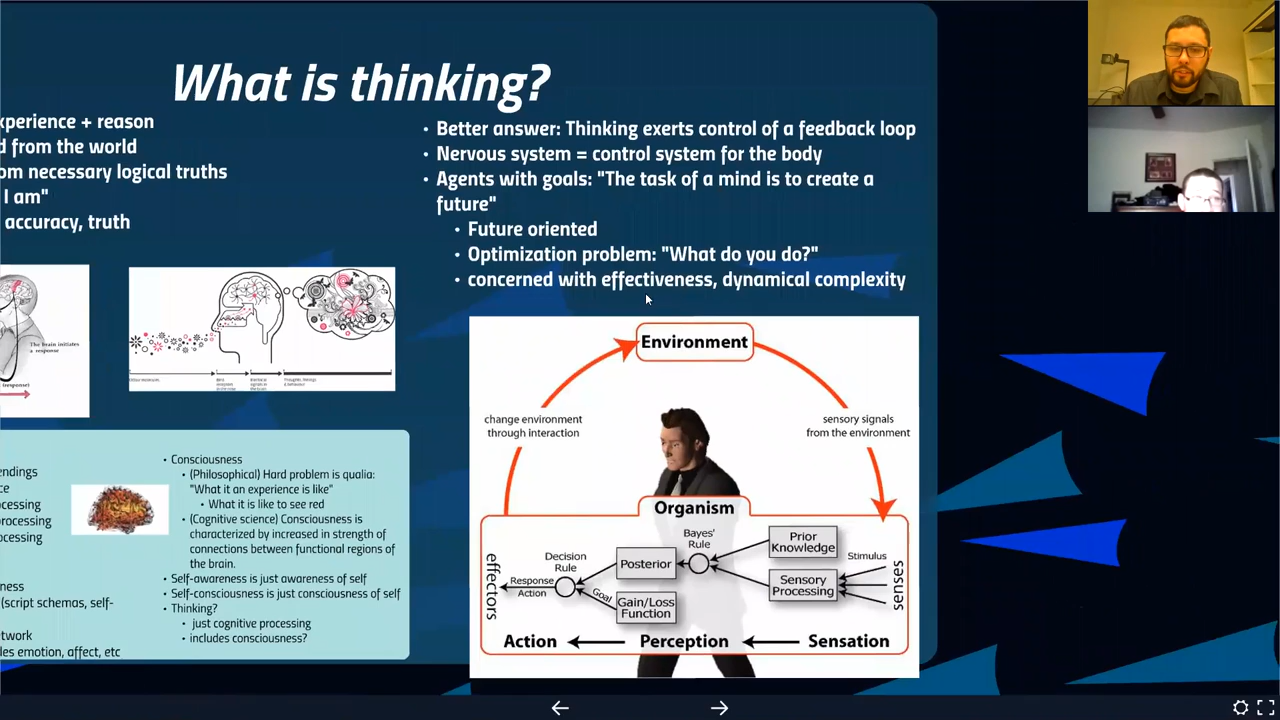 What is thinking?
xperience + reason
d from the world
om necessary logical truths
I am"
accuracy, truth
• Better answer: Thinking exerts control of a feedback loop
• Nervous system = control system for the body
• Agents with goals: "The task of a mind is to create a
future"
• Future oriented
• Optimization problem: "What do you do?"
• concerned with effectiveness, dynamical complexity
The brain initiates
a response
(response)
Environment
change environment
through interaction
sensory signals
from the environment
Organism
effectors
Response
Action
Decision
Rule
Goal
Posterior
Gain/Loss
Function
Bayes'
Rule
Prior
Knowledge
Sensory
Processing
Stimulus
senses
Action
Perception
Sensation
endings
ce
ocessing
processing
cessing
ness
(script schemas, self-
twork
les emotion, affect, etc
• Consciousness
• (Philosophical) Hard problem is qualia:
"What it an experience is like"
• What it is like to see red
• (Cognitive science) Consciousness is
characterized by increased in strength of
connections between functional regions of
the brain.
• Self-awareness is just awareness of self
• Self-consciousness is just consciousness of self
• Thinking?
• just cognitive processing
• includes consciousness?